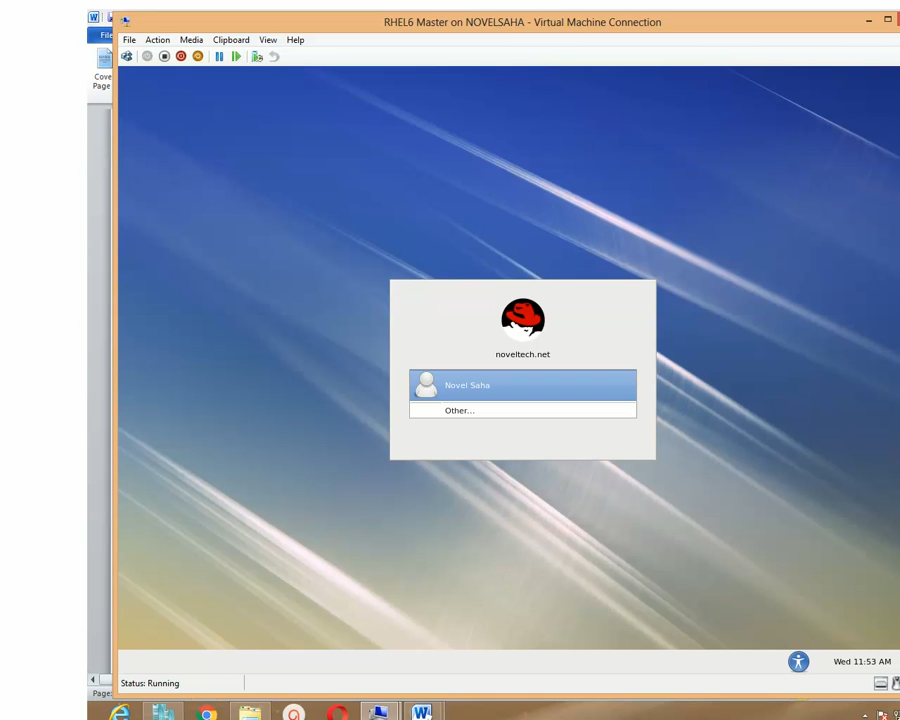 W
RHEL6 Master on NOVELSAHA - Virtual Machine Connection
File
File Action Media Clipboard View Help
Cove
Page
noveltech.net
Novel Saha
Other...
Wed 11:53 AM
Status: Running
Page: